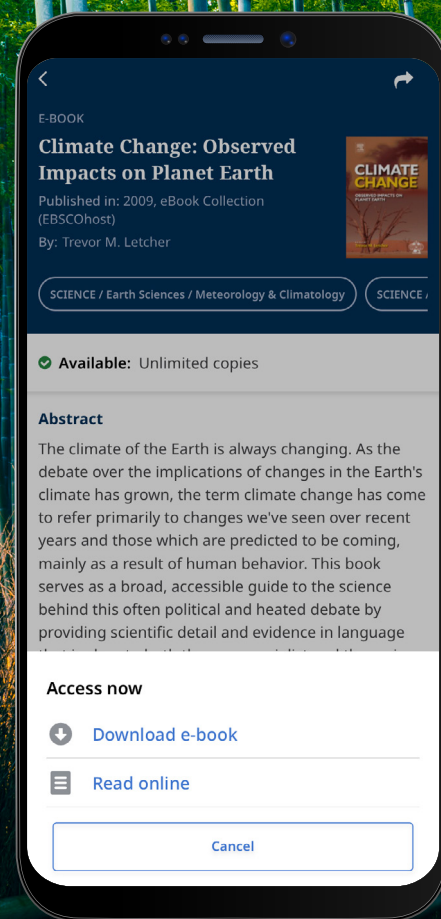 E-BOOK
Climate Change: Observed
Impacts on Planet Earth
Published in: 2009, eBook Collection
(EBSCOhost)
By: Trevor M. Letcher
CLIMATE
CHANGE
OBSERVED IMPACTS ON
PLANET EARTH
SCIENCE / Earth Sciences / Meteorology & Climatology
SCIENCE /
Available: Unlimited copies
Abstract
The climate of the Earth is always changing. As the
debate over the implications of changes in the Earth's
climate has grown, the term climate change has come
to refer primarily to changes we've seen over recent
years and those which are predicted to be coming,
mainly as a result of human behavior. This book
serves as a broad, accessible guide to the science
behind this often political and heated debate by
providing scientific detail and evidence in language
Access now
Download e-book
Read online
Cancel